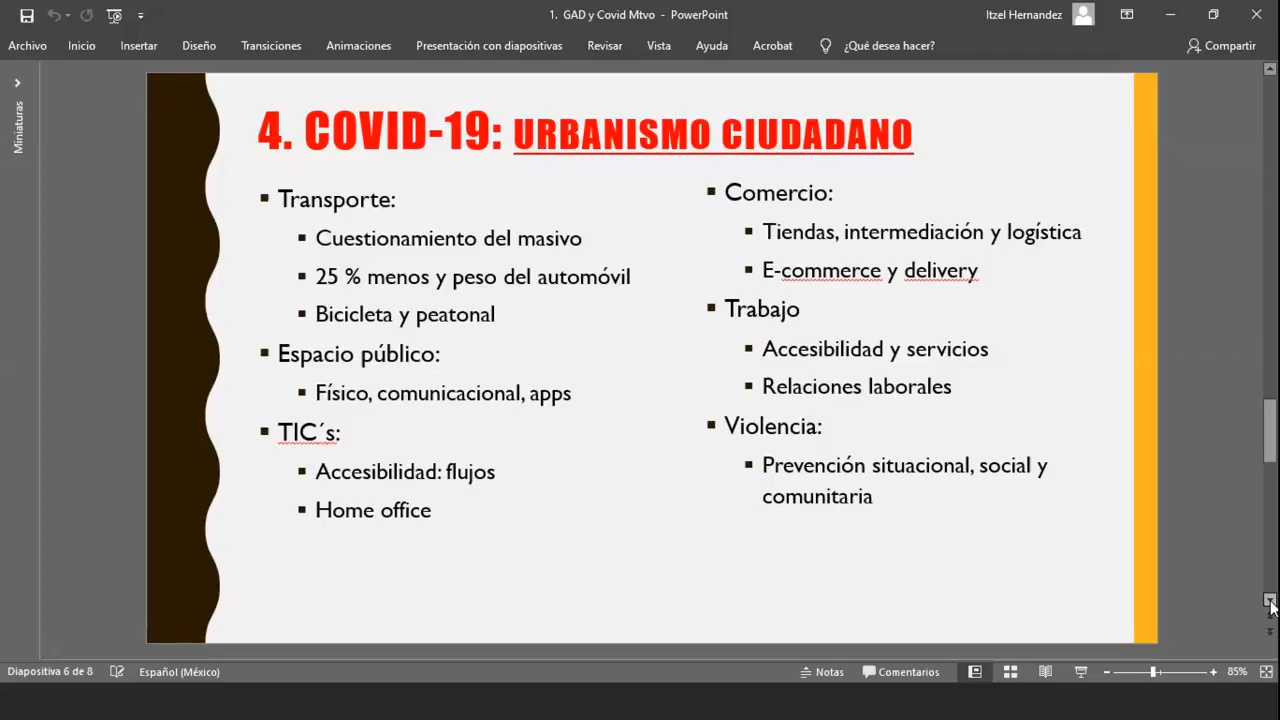 1. GAD y Covid Mtvo - PowerPoint
Itzel Hernandez
Archivo Inicio Insertar Diseño Transiciones Animaciones Presentación con diapositivas Revisar Vista Ayuda Acrobat ¿Qué desea hacer? Compartir
Miniaturas
4. COVID-19: URBANISMO CIUDADANO
▪ Transporte:
▪ Cuestionamiento del masivo
▪ 25 % menos y peso del automóvil
▪ Bicicleta y peatonal
▪ Espacio público:
▪ Físico, comunicacional, apps
▪ TIC´s:
▪ Accesibilidad: flujos
▪ Home office
▪ Comercio:
▪ Tiendas, intermediación y logística
▪ E-commerce y delivery
▪ Trabajo
▪ Accesibilidad y servicios
▪ Relaciones laborales
▪ Violencia:
▪ Prevención situacional, social y
comunitaria
Diapositiva 6 de 8 Español (México) Notas Comentarios 85%